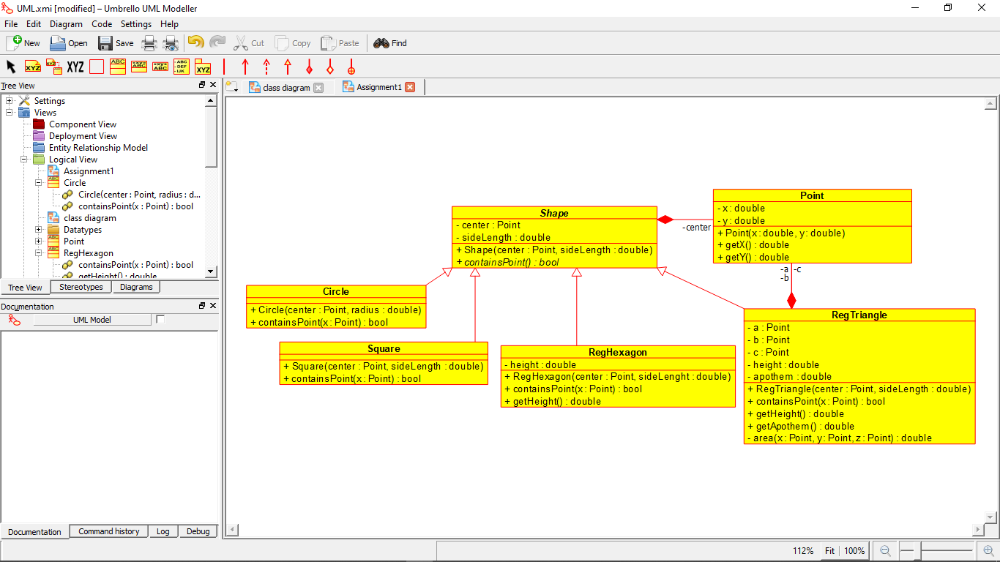 UML.xmi [modified] – Umbrello UML Modeller
File Edit Diagram Code Settings Help
New Open Save Cut Copy Paste Find
Tree View
class diagram Assignment1
Settings
Views
Component View
Deployment View
Entity Relationship Model
Logical View
Assignment1
Circle
Circle(center : Point, radius : d...
containsPoint(x : Point) : bool
class diagram
Datatypes
Point
RegHexagon
containsPoint(x : Point) : bool
getHeight() : double
Tree View Stereotypes Diagrams
Documentation
UML Model
Documentation Command history Log Debug
Shape
- center : Point
- sideLength : double
+ Shape(center : Point, sideLength : double)
+ containsPoint() : bool
-center
Point
- x : double
- y : double
+ Point(x : double, y : double)
+ getX() : double
+ getY() : double
-a -c
-b
Circle
+ Circle(center : Point, radius : double)
+ containsPoint(x : Point) : bool
Square
+ Square(center : Point, sideLength : double)
+ containsPoint(x : Point) : bool
RegHexagon
- height : double
+ RegHexagon(center : Point, sideLenght : double)
+ containsPoint(x : Point) : bool
+ getHeight() : double
RegTriangle
- a : Point
- b : Point
- c : Point
- height : double
- apothem : double
+ RegTriangle(center : Point, sideLength : double)
+ containsPoint(x : Point) : bool
+ getHeight() : double
+ getApothem() : double
- area(x : Point, y : Point, z : Point) : double
112% Fit 100%